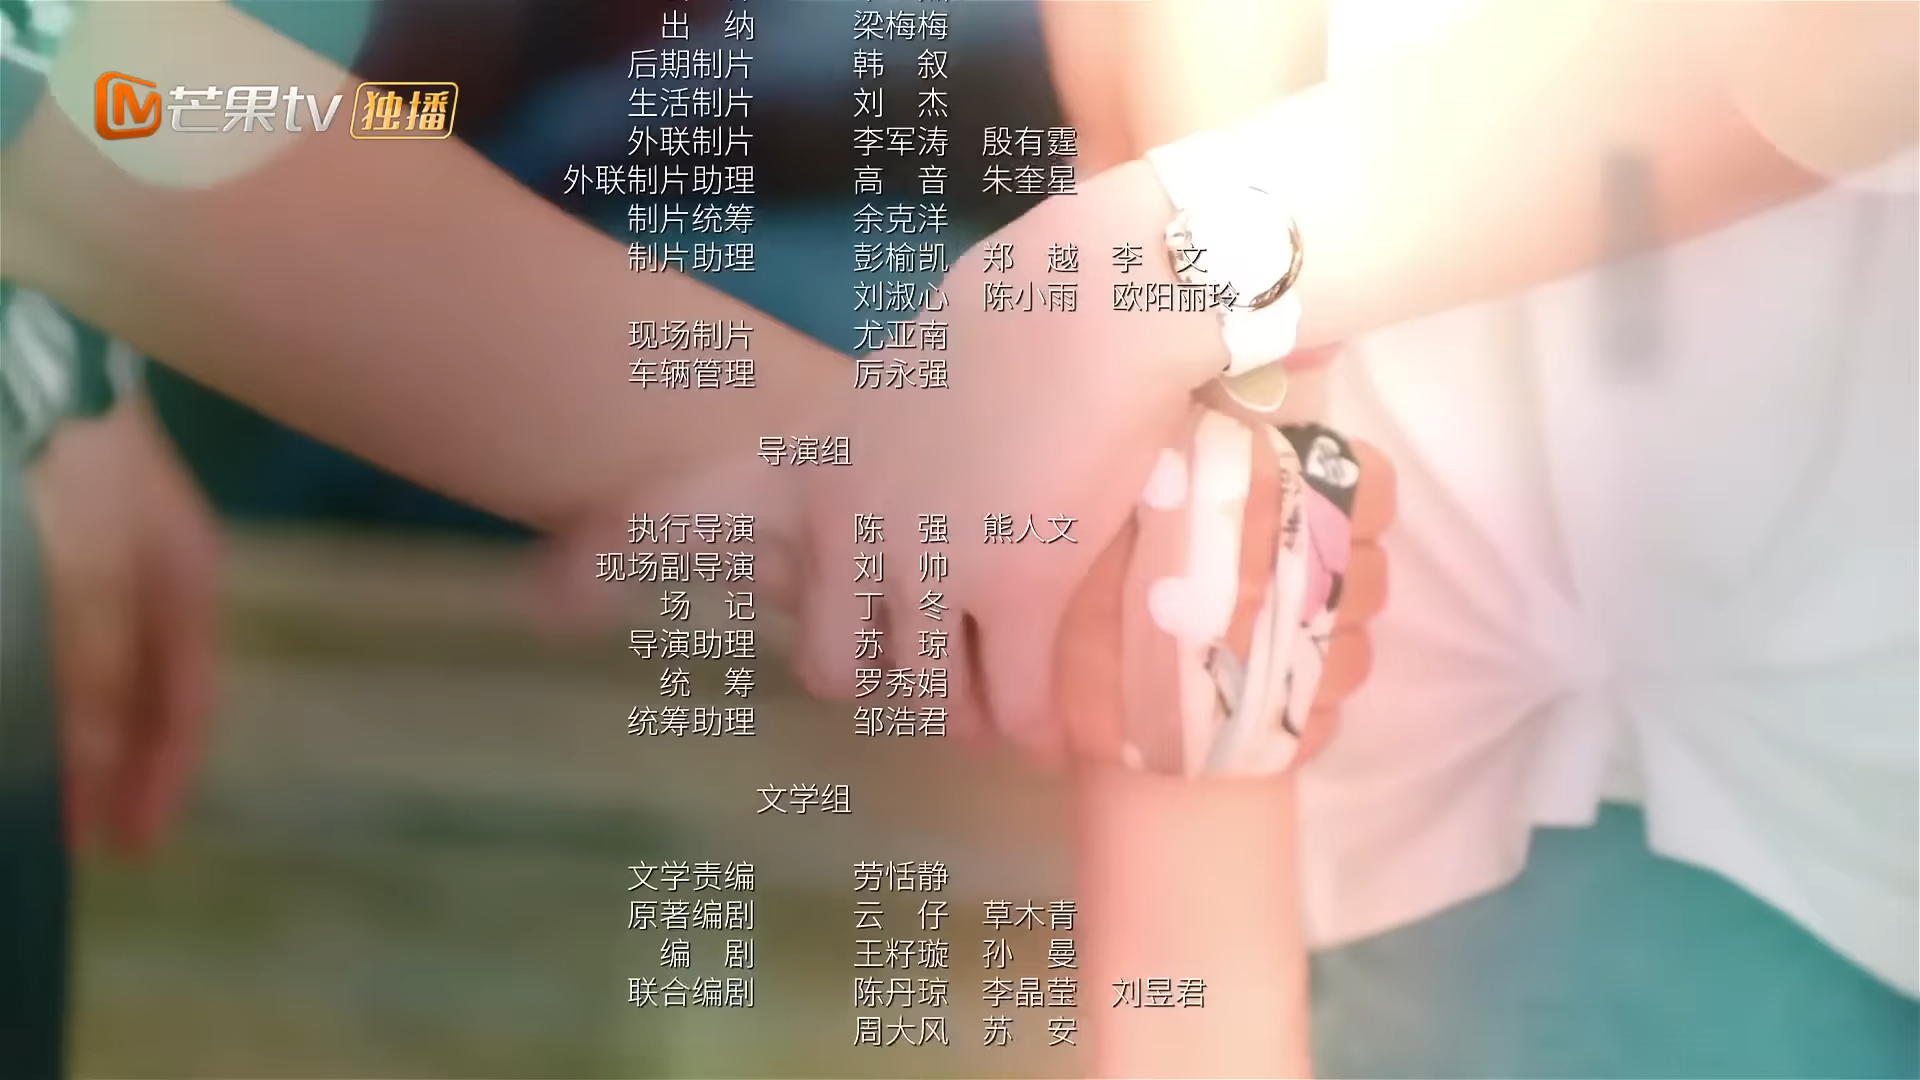 出 纳 梁梅梅
后期制片 韩 叙
芒果tv 独播
生活制片 刘 杰
外联制片 李军涛 殷有霆
外联制片助理 高 音 朱奎星
制片统筹 余克洋
制片助理 彭榆凯 郑 越 李 文
刘淑心 陈小雨 欧阳丽玲
现场制片 尤亚南
车辆管理 厉永强
导演组
执行导演 陈 强 熊人文
现场副导演 刘 帅
场 记 丁 冬
导演助理 苏 琼
统 筹 罗秀娟
统筹助理 邹浩君
文学组
文学责编 劳恬静
原著编剧 云 仔 草木青
编 剧 王籽璇 孙 曼
联合编剧 陈丹琼 李晶莹 刘昱君
周大风 苏 安